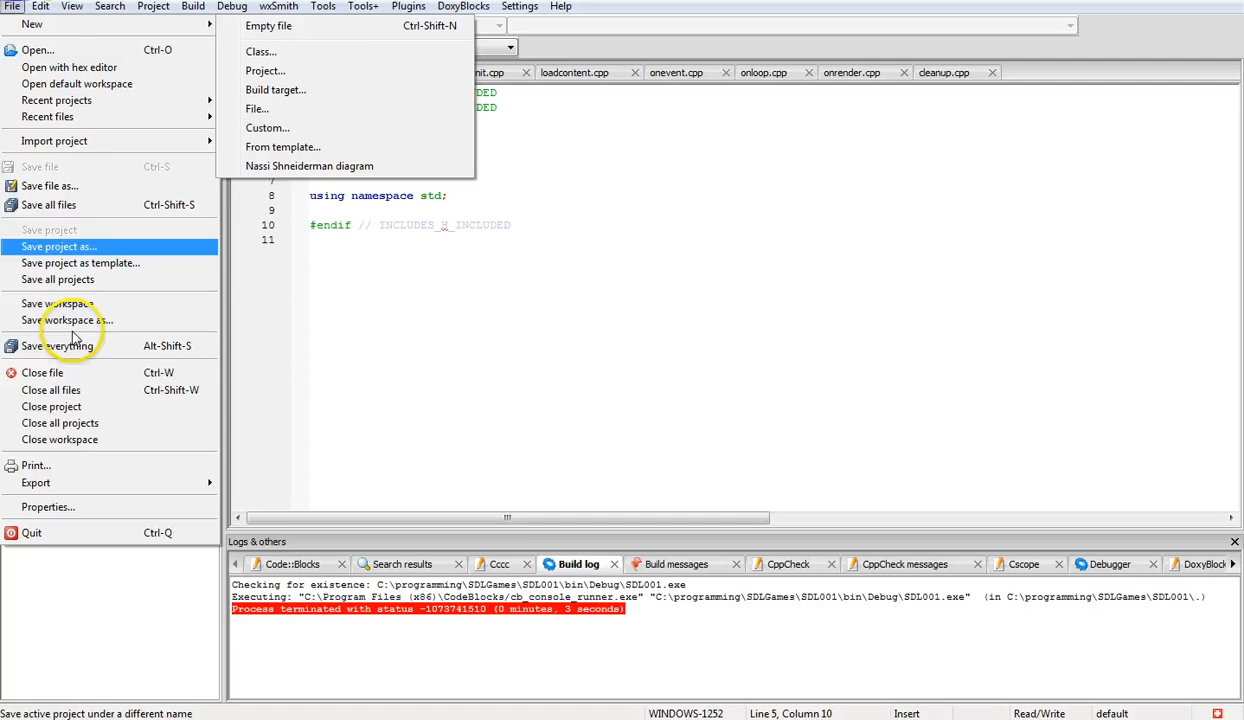 File Edit View Search Project Build Debug wxSmith Tools Tools+ Plugins DoxyBlocks Settings Help
New
Open... Ctrl-O
Open with hex editor
Open default workspace
Recent projects
Recent files
Import project
Save file Ctrl-S
Save file as...
Save all files Ctrl-Shift-S
Save project
Save project as...
Save project as template...
Save all projects
Save workspace
Save workspace as...
Save everything Alt-Shift-S
Close file Ctrl-W
Close all files Ctrl-Shift-W
Close project
Close all projects
Close workspace
Print...
Export
Properties...
Quit Ctrl-Q
Empty file Ctrl-Shift-N
Class...
Project...
Build target...
File...
Custom...
From template...
Nassi Shneiderman diagram
nit.cpp loadcontent.cpp onevent.cpp onloop.cpp onrender.cpp cleanup.cpp
DED
DED
8 using namespace std;
9
10 #endif // INCLUDES_H_INCLUDED
11
Logs & others
Code::Blocks Search results Cccc Build log Build messages CppCheck CppCheck messages Cscope Debugger DoxyBlock
Checking for existence: C:\programming\SDLGames\SDL001\bin\Debug\SDL001.exe
Executing: "C:\Program Files (x86)\CodeBlocks/cb_console_runner.exe" "C:\programming\SDLGames\SDL001\bin\Debug\SDL001.exe" (in C:\programming\SDLGames\SDL001\.)
Process terminated with status -1073741510 (0 minutes, 3 seconds)
Save active project under a different name WINDOWS-1252 Line 5, Column 10 Insert Read/Write default